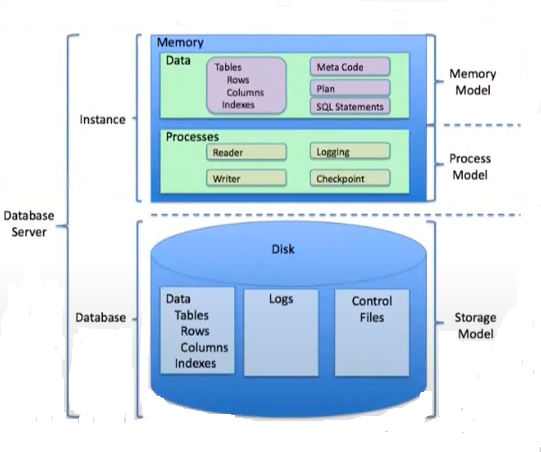 Memory
Data
Tables
Rows
Columns
Indexes
Meta Code
Plan
SQL Statements
Processes
Reader
Logging
Writer
Checkpoint
Memory
Model
Process
Model
Instance
Database
Server
Disk
Data
Tables
Rows
Columns
Indexes
Logs
Control
Files
Database
Storage
Model